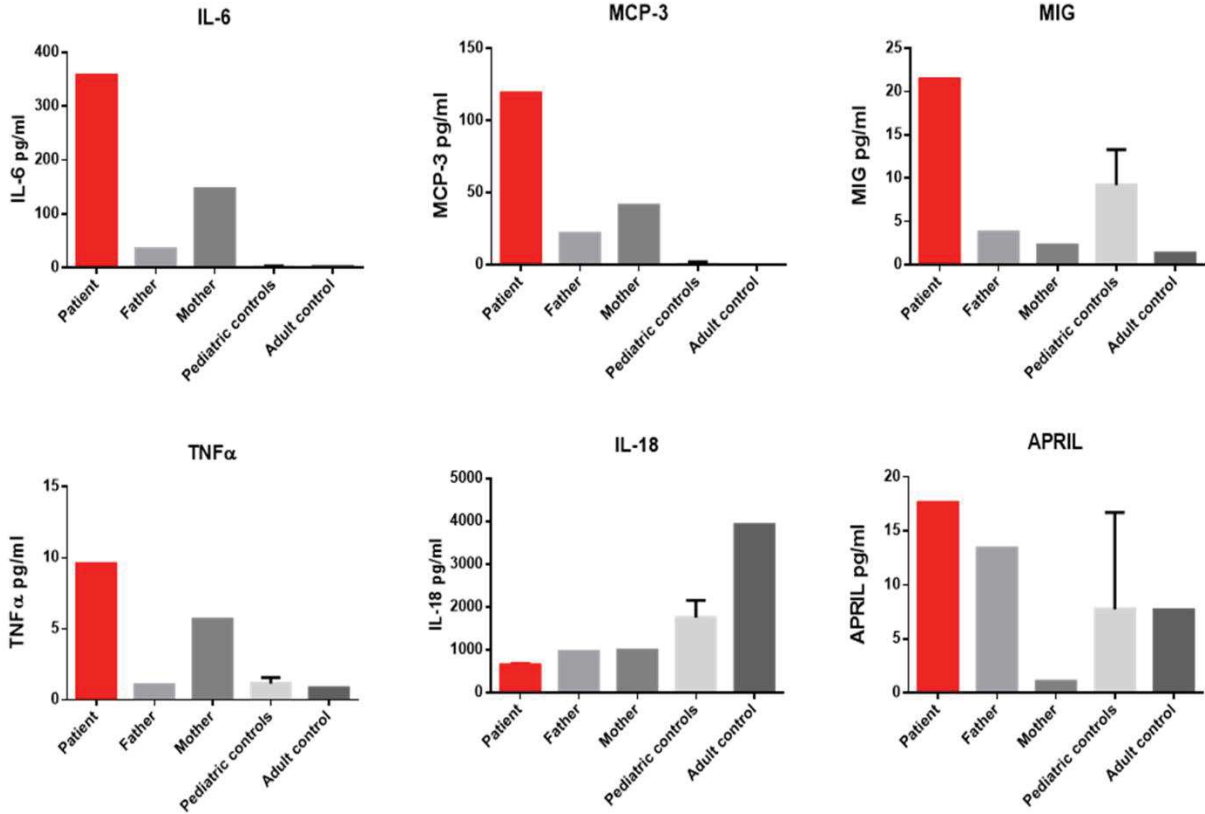 IL-6
IL-6 pg/ml
400
300
200
100
0
Patient
Father
Mother
Pediatric controls
Adult control
MCP-3
MCP-3 pg/ml
150
100
50
0
Patient
Father
Mother
Pediatric controls
Adult control
MIG
MIG pg/ml
25
20
15
10
5
0
Patient
Father
Mother
Pediatric controls
Adult control
TNFα
TNFα pg/ml
15
10
5
0
Patient
Father
Mother
Pediatric controls
Adult control
IL-18
IL-18 pg/ml
5000
4000
3000
2000
1000
0
Patient
Father
Mother
Pediatric controls
Adult control
APRIL
APRIL pg/ml
20
15
10
5
0
Patient
Father
Mother
Pediatric controls
Adult control